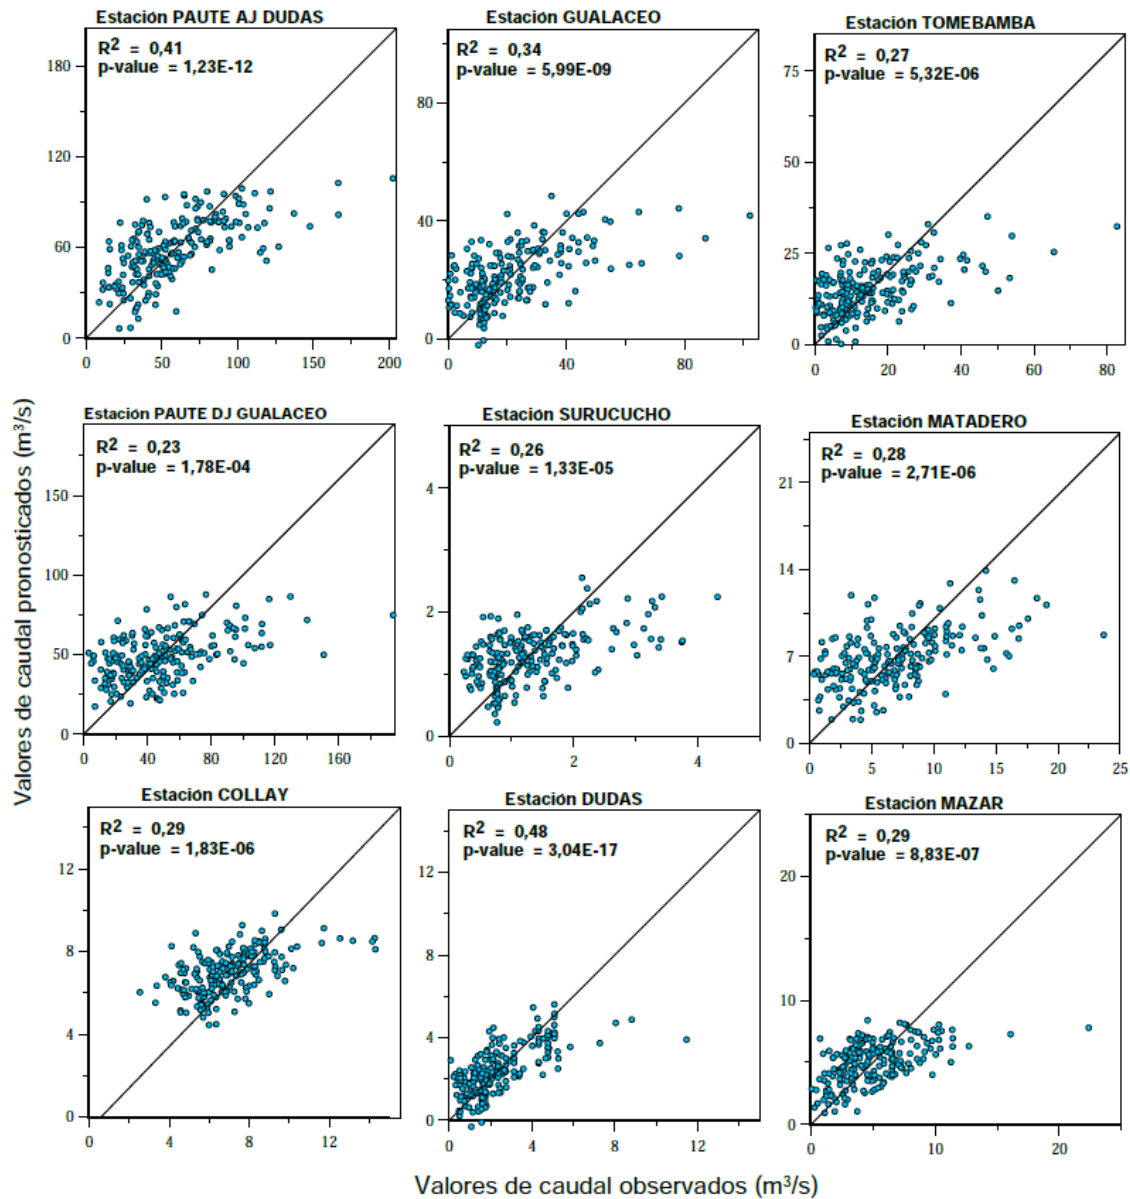 Estación PAUTE AJ DUDAS
R2 = 0,41
p-value = 1,23E-12
180
120
60
0
0 50 100 150 200
Estación GUALACEO
R2 = 0,34
p-value = 5,99E-09
80
40
0
0 40 80
Estación TOMEBAMBA
R2 = 0,27
p-value = 5,32E-06
75
50
25
0
0 20 40 60 80
Valores de caudal pronosticados (m3/s)
Estación PAUTE DJ GUALACEO
R2 = 0,23
p-value = 1,78E-04
150
100
50
0
0 40 80 120 160
Estación SURUCUCHO
R2 = 0,26
p-value = 1,33E-05
4
2
0
0 2 4
Estación MATADERO
R2 = 0,28
p-value = 2,71E-06
21
14
7
0
0 5 10 15 20 25
Estación COLLAY
R2 = 0,29
p-value = 1,83E-06
12
8
4
0
0 4 8 12
Estación DUDAS
R2 = 0,48
p-value = 3,04E-17
12
8
4
0
0 4 8 12
Estación MAZAR
R2 = 0,29
p-value = 8,83E-07
20
10
0
0 10 20
Valores de caudal observados (m3/s)